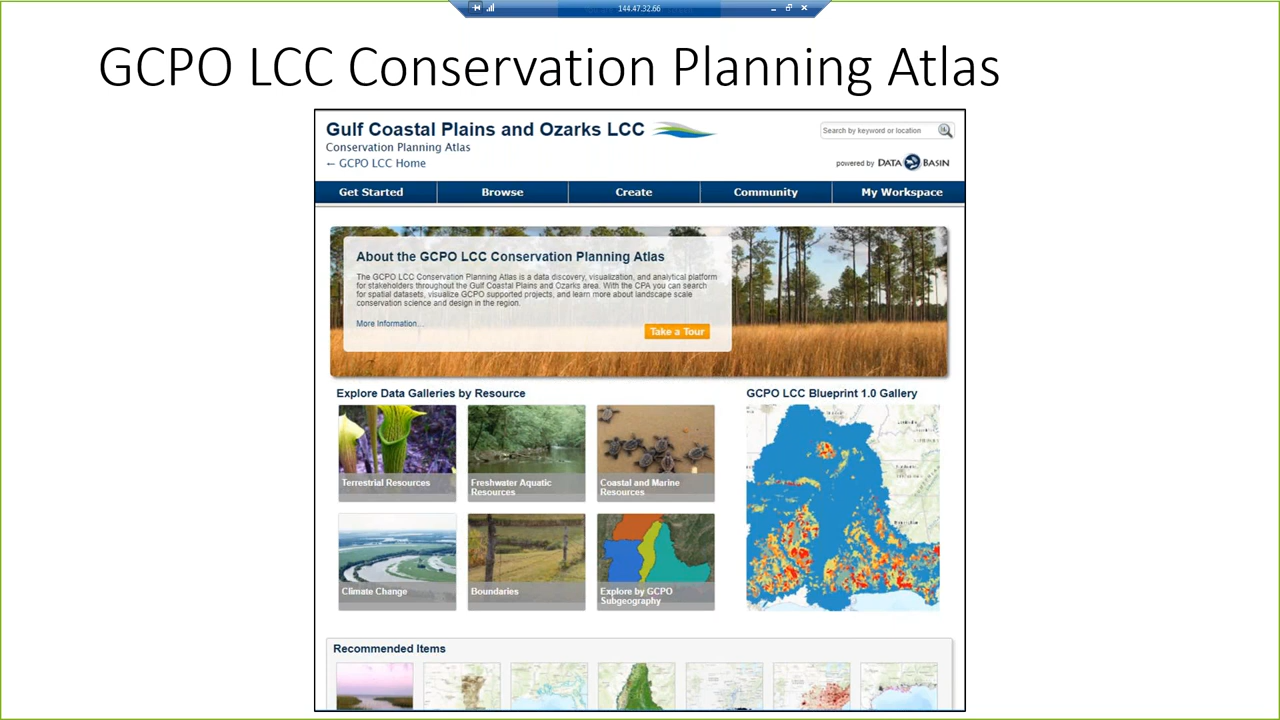 144.47.32.66
GCPO LCC Conservation Planning Atlas
Gulf Coastal Plains and Ozarks LCC
Search by keyword or location
Conservation Planning Atlas
← GCPO LCC Home
powered by DATA BASIN
Get Started Browse Create Community My Workspace
About the GCPO LCC Conservation Planning Atlas
The GCPO LCC Conservation Planning Atlas is a data discovery, visualization, and analytical platform
for stakeholders throughout the Gulf Coastal Plains and Ozarks area. With the CPA you can search
for spatial datasets, visualize GCPO supported projects, and learn more about landscape scale
conservation science and design in the region.
More Information...
Take a Tour
Explore Data Galleries by Resource
GCPO LCC Blueprint 1.0 Gallery
Terrestrial Resources
Freshwater Aquatic
Resources
Coastal and Marine
Resources
Climate Change
Boundaries
Explore by GCPO
Subgeography
Recommended Items